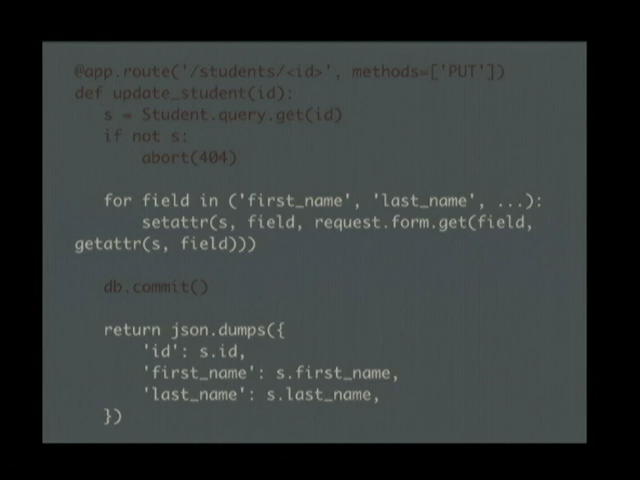 @app.route('/students/<id>', methods=['PUT'])
def update_student(id):
s = Student.query.get(id)
if not s:
abort(404)
for field in ('first_name', 'last_name', ...):
setattr(s, field, request.form.get(field,
getattr(s, field)))
db.commit()
return json.dumps({
'id': s.id,
'first_name': s.first_name,
'last_name': s.last_name,
})